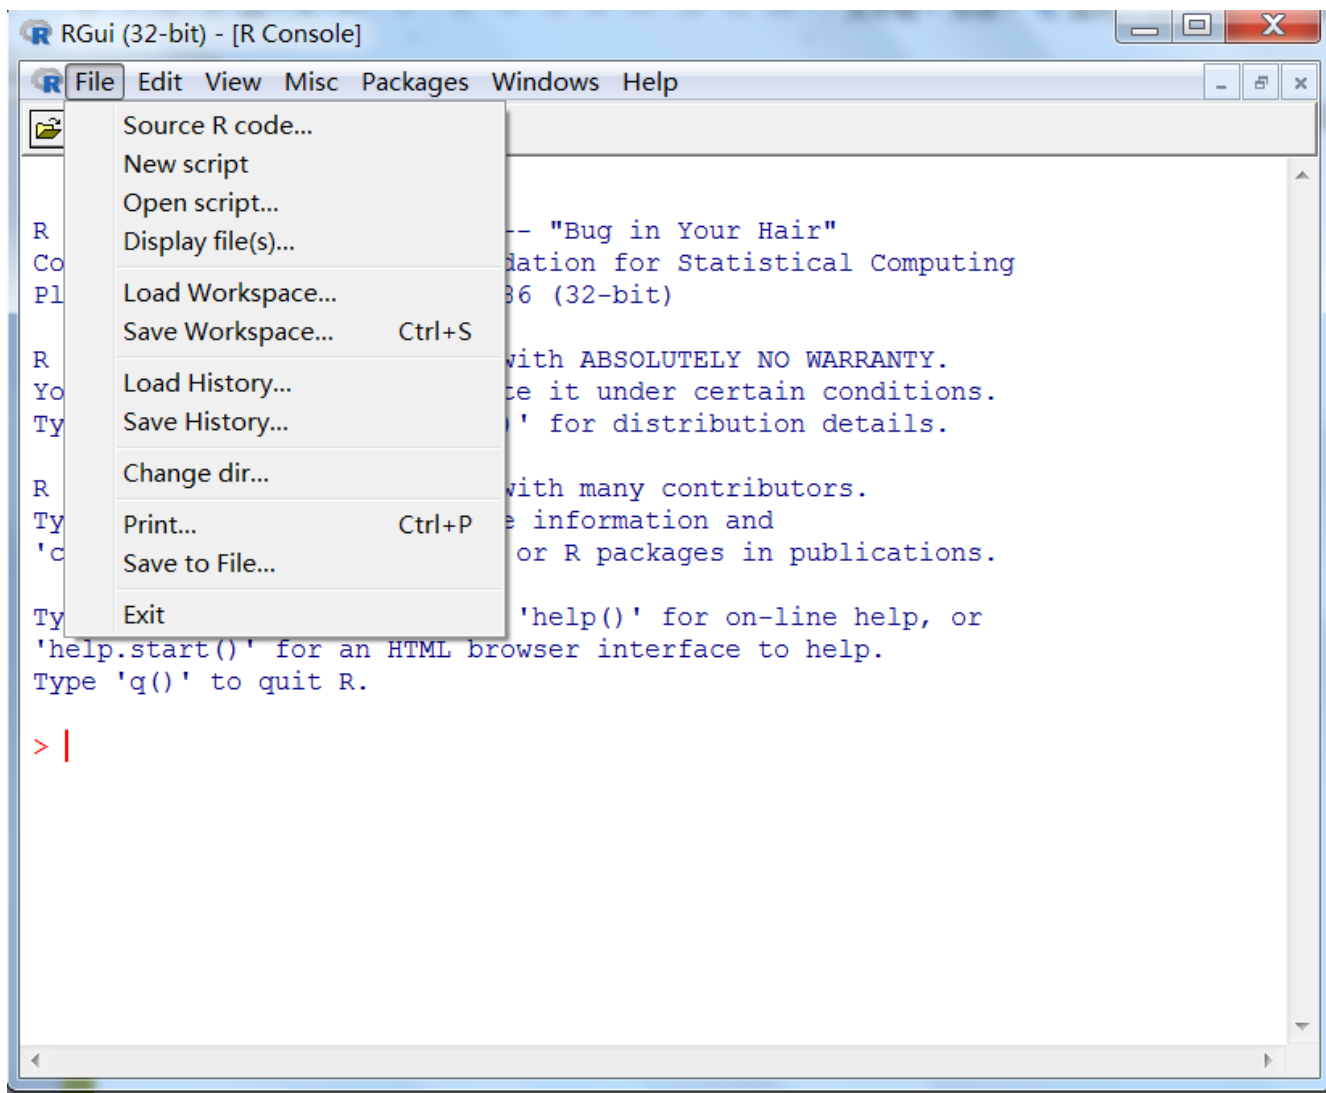 RGui (32-bit) - [R Console]
File Edit View Misc Packages Windows Help
Source R code...
New script
Open script...
Display file(s)...
Load Workspace...
Save Workspace... Ctrl+S
Load History...
Save History...
Change dir...
Print... Ctrl+P
Save to File...
Exit
R -- "Bug in Your Hair"
Co dation for Statistical Computing
Pl 86 (32-bit)
R with ABSOLUTELY NO WARRANTY.
Yo te it under certain conditions.
Ty )' for distribution details.
R with many contributors.
Ty e information and
'c or R packages in publications.
Ty 'help()' for on-line help, or
'help.start()' for an HTML browser interface to help.
Type 'q()' to quit R.
>